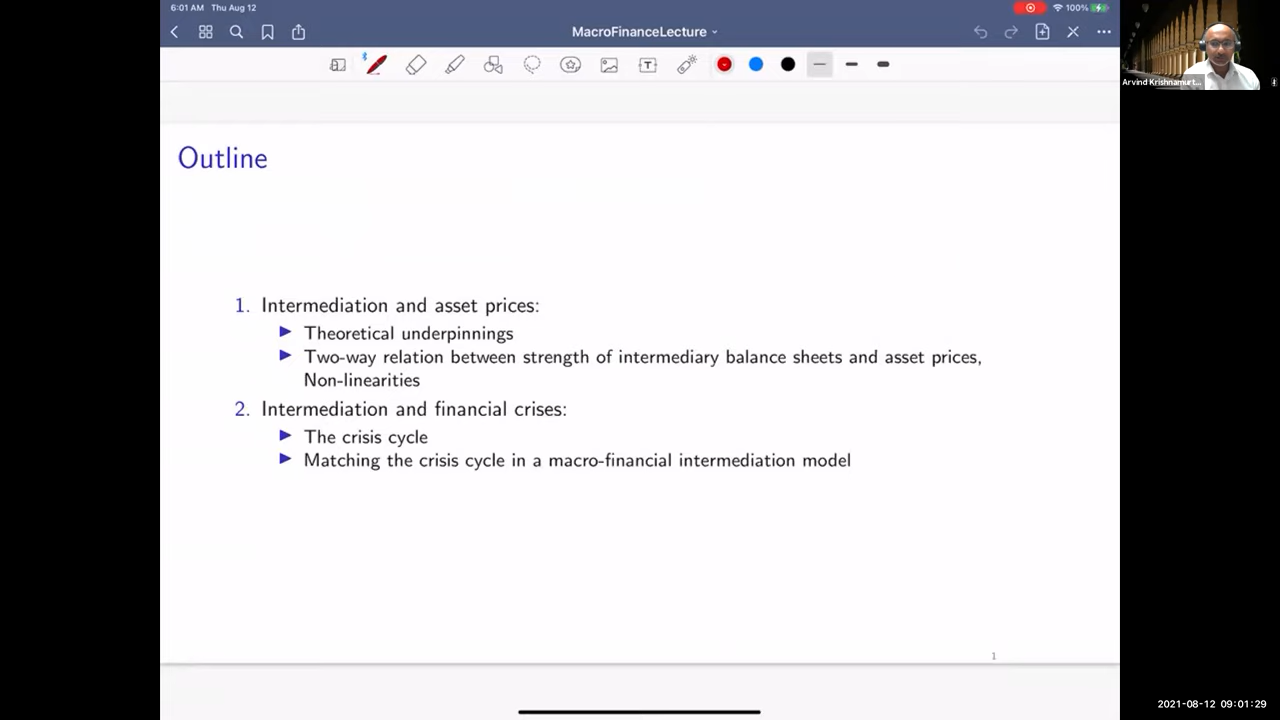 6:01 AM Thu Aug 12
100%
MacroFinanceLecture
Arvind Krishnamurt...
Outline
1. Intermediation and asset prices:
▶ Theoretical underpinnings
▶ Two-way relation between strength of intermediary balance sheets and asset prices,
Non-linearities
2. Intermediation and financial crises:
▶ The crisis cycle
▶ Matching the crisis cycle in a macro-financial intermediation model
1
2021-08-12 09:01:29